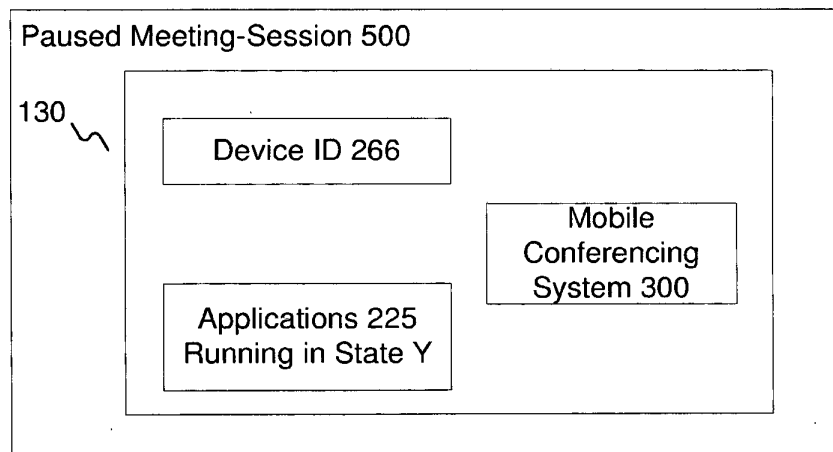 Paused Meeting-Session 500
130
Device ID 266
Mobile
Conferencing
System 300
Applications 225
Running in State Y